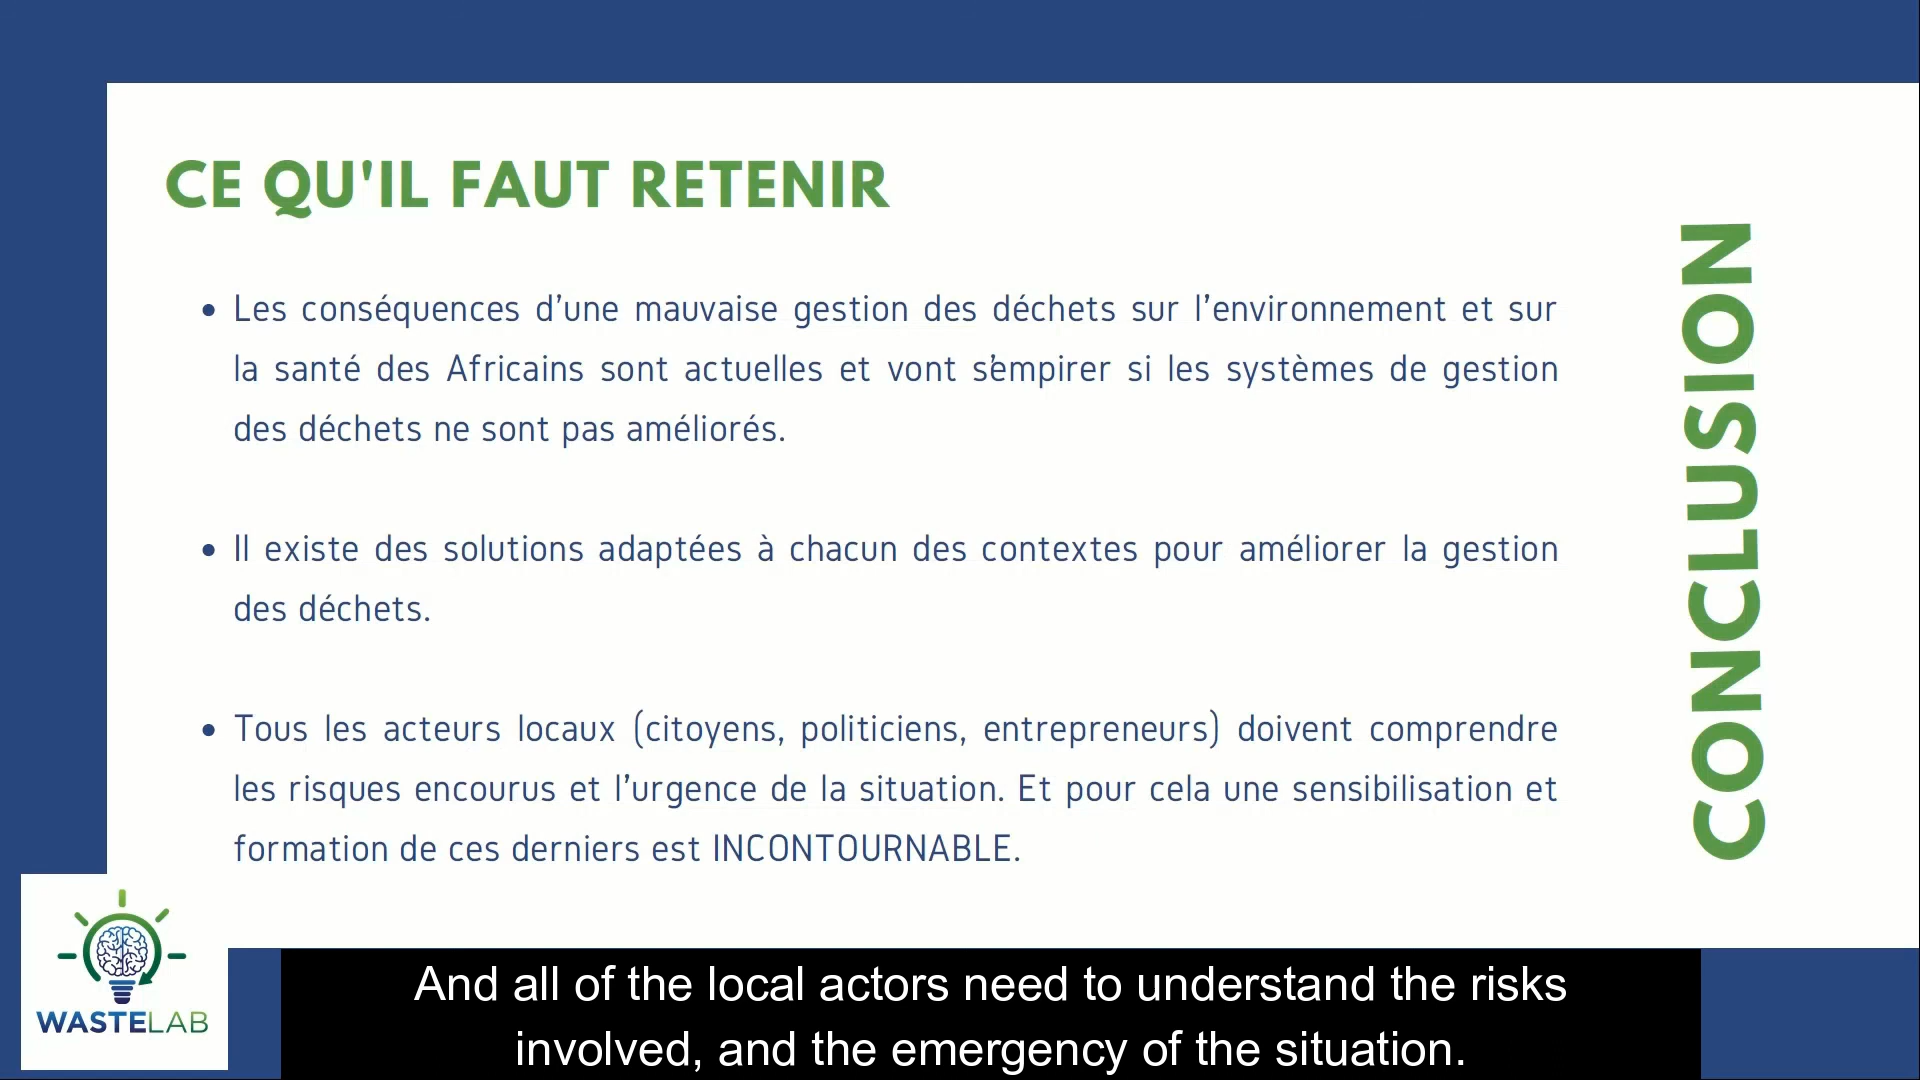 CE QU'IL FAUT RETENIR
Les conséquences d’une mauvaise gestion des déchets sur l’environnement et sur
la santé des Africains sont actuelles et vont s’empirer si les systèmes de gestion
des déchets ne sont pas améliorés.
Il existe des solutions adaptées à chacun des contextes pour améliorer la gestion
des déchets.
Tous les acteurs locaux (citoyens, politiciens, entrepreneurs) doivent comprendre
les risques encourus et l’urgence de la situation. Et pour cela une sensibilisation et
formation de ces derniers est INCONTOURNABLE.
CONCLUSION
WASTELAB
And all of the local actors need to understand the risks
involved, and the emergency of the situation.